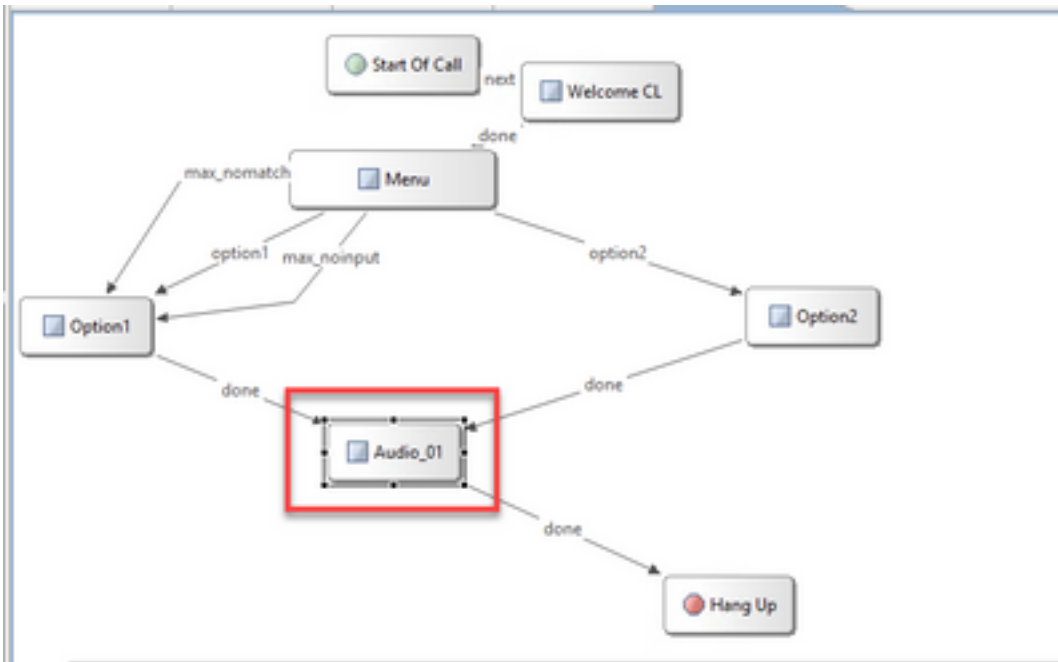 Start Of Call
next
Welcome CL
done
Menu
max_nomatch
option1
max_noinput
option2
Option1
Option2
done
done
Audio_01
done
Hang Up